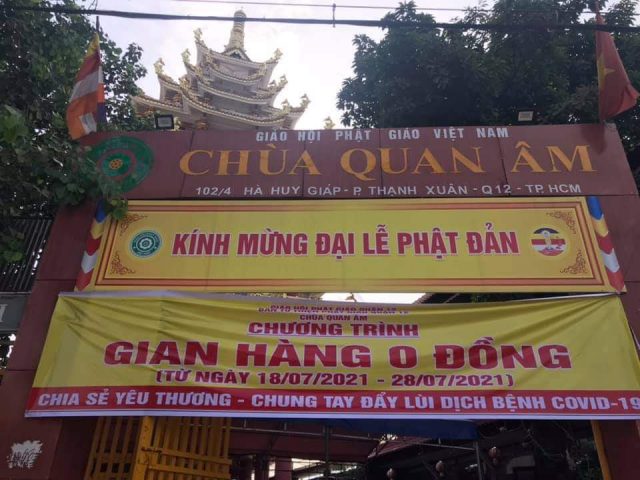 GIÁO HỘI PHẬT GIÁO VIỆT NAM
CHÙA QUAN ÂM
102/4 HÀ HUY GIÁP - P. THẠNH XUÂN - Q12 - TP. HCM
KÍNH MỪNG ĐẠI LỄ PHẬT ĐẢN
CHÙA QUAN ÂM
CHƯƠNG TRÌNH
GIAN HÀNG 0 ĐỒNG
(TỪ NGÀY 18/07/2021 - 28/07/2021)
CHIA SẺ YÊU THƯƠNG - CHUNG TAY ĐẨY LÙI DỊCH BỆNH COVID-19